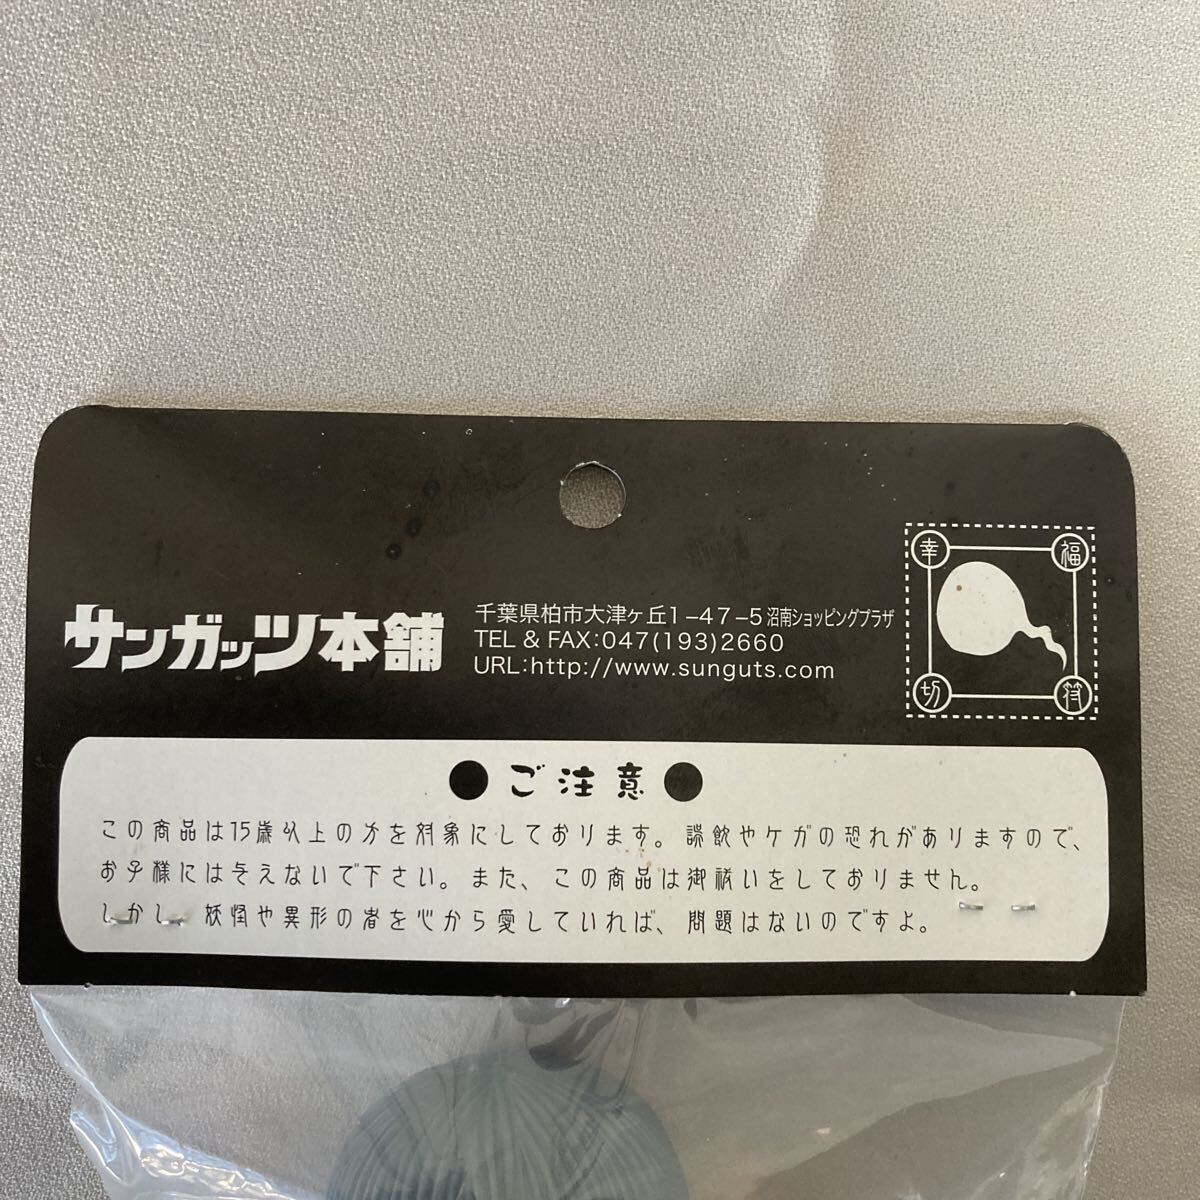 サンガッツ本舗
千葉県柏市大津ヶ丘1-47-5 沼南ショッピングプラザ
TEL & FAX:047(193)2660
URL:http://www.sunguts.com
幸 福
切 符
●ご注意●
この商品は15歳以上の方を対象にしております。誤飲やケガの恐れがありますので、
お子様には与えないで下さい。また、この商品は御祓いをしておりません。
しかし、妖怪や異形の者を心から愛していれば、問題はないのですよ。